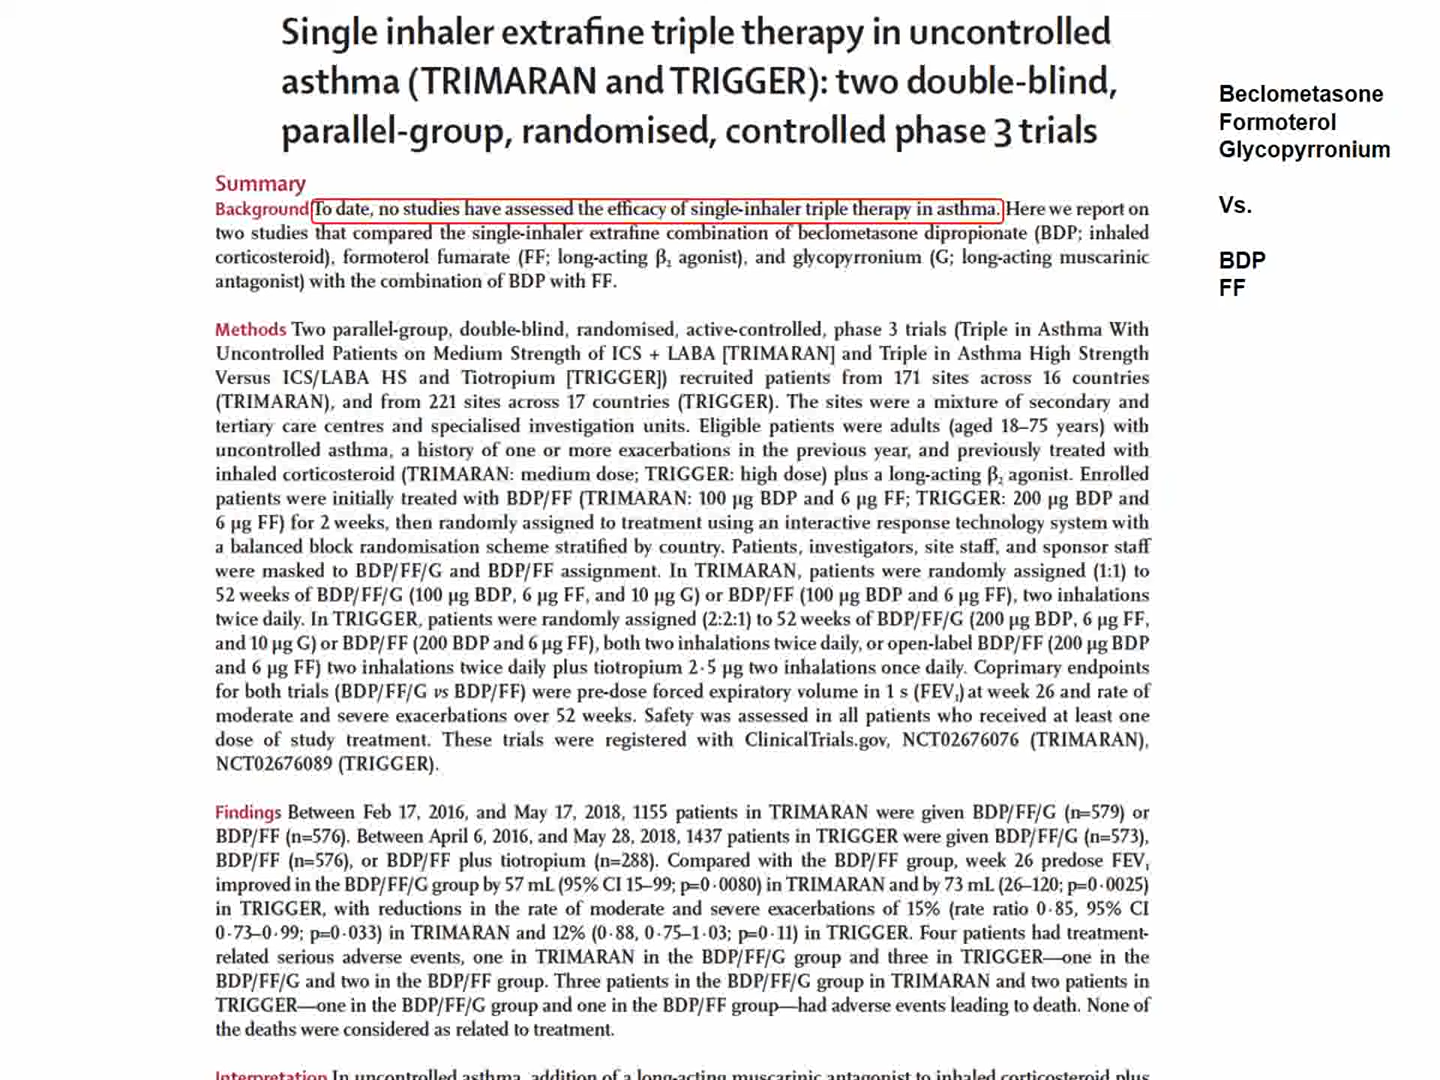 Single inhaler extrafine triple therapy in uncontrolled
asthma (TRIMARAN and TRIGGER): two double-blind,
parallel-group, randomised, controlled phase 3 trials
Summary
Background To date, no studies have assessed the efficacy of single-inhaler triple therapy in asthma. Here we report on
two studies that compared the single-inhaler extrafine combination of beclometasone dipropionate (BDP; inhaled
corticosteroid), formoterol fumarate (FF; long-acting β₂ agonist), and glycopyrronium (G; long-acting muscarinic
antagonist) with the combination of BDP with FF.
Methods Two parallel-group, double-blind, randomised, active-controlled, phase 3 trials (Triple in Asthma With
Uncontrolled Patients on Medium Strength of ICS + LABA [TRIMARAN] and Triple in Asthma High Strength
Versus ICS/LABA HS and Tiotropium [TRIGGER]) recruited patients from 171 sites across 16 countries
(TRIMARAN), and from 221 sites across 17 countries (TRIGGER). The sites were a mixture of secondary and
tertiary care centres and specialised investigation units. Eligible patients were adults (aged 18–75 years) with
uncontrolled asthma, a history of one or more exacerbations in the previous year, and previously treated with
inhaled corticosteroid (TRIMARAN: medium dose; TRIGGER: high dose) plus a long-acting β₂ agonist. Enrolled
patients were initially treated with BDP/FF (TRIMARAN: 100 μg BDP and 6 μg FF; TRIGGER: 200 μg BDP and
6 μg FF) for 2 weeks, then randomly assigned to treatment using an interactive response technology system with
a balanced block randomisation scheme stratified by country. Patients, investigators, site staff, and sponsor staff
were masked to BDP/FF/G and BDP/FF assignment. In TRIMARAN, patients were randomly assigned (1:1) to
52 weeks of BDP/FF/G (100 μg BDP, 6 μg FF, and 10 μg G) or BDP/FF (100 μg BDP and 6 μg FF), two inhalations
twice daily. In TRIGGER, patients were randomly assigned (2:2:1) to 52 weeks of BDP/FF/G (200 μg BDP, 6 μg FF,
and 10 μg G) or BDP/FF (200 BDP and 6 μg FF), both two inhalations twice daily, or open-label BDP/FF (200 μg BDP
and 6 μg FF) two inhalations twice daily plus tiotropium 2·5 μg two inhalations once daily. Coprimary endpoints
for both trials (BDP/FF/G vs BDP/FF) were pre-dose forced expiratory volume in 1 s (FEV₁) at week 26 and rate of
moderate and severe exacerbations over 52 weeks. Safety was assessed in all patients who received at least one
dose of study treatment. These trials were registered with ClinicalTrials.gov, NCT02676076 (TRIMARAN),
NCT02676089 (TRIGGER).
Findings Between Feb 17, 2016, and May 17, 2018, 1155 patients in TRIMARAN were given BDP/FF/G (n=579) or
BDP/FF (n=576). Between April 6, 2016, and May 28, 2018, 1437 patients in TRIGGER were given BDP/FF/G (n=573),
BDP/FF (n=576), or BDP/FF plus tiotropium (n=288). Compared with the BDP/FF group, week 26 predose FEV₁
improved in the BDP/FF/G group by 57 mL (95% CI 15–99; p=0·0080) in TRIMARAN and by 73 mL (26–120; p=0·0025)
in TRIGGER, with reductions in the rate of moderate and severe exacerbations of 15% (rate ratio 0·85, 95% CI
0·73–0·99; p=0·033) in TRIMARAN and 12% (0·88, 0·75–1·03; p=0·11) in TRIGGER. Four patients had treatment-
related serious adverse events, one in TRIMARAN in the BDP/FF/G group and three in TRIGGER—one in the
BDP/FF/G and two in the BDP/FF group. Three patients in the BDP/FF/G group in TRIMARAN and two patients in
TRIGGER—one in the BDP/FF/G group and one in the BDP/FF group—had adverse events leading to death. None of
the deaths were considered as related to treatment.
Interpretation In uncontrolled asthma, addition of a long-acting muscarinic antagonist to inhaled corticosteroid plus
Beclometasone
Formoterol
Glycopyrronium
Vs.
BDP
FF